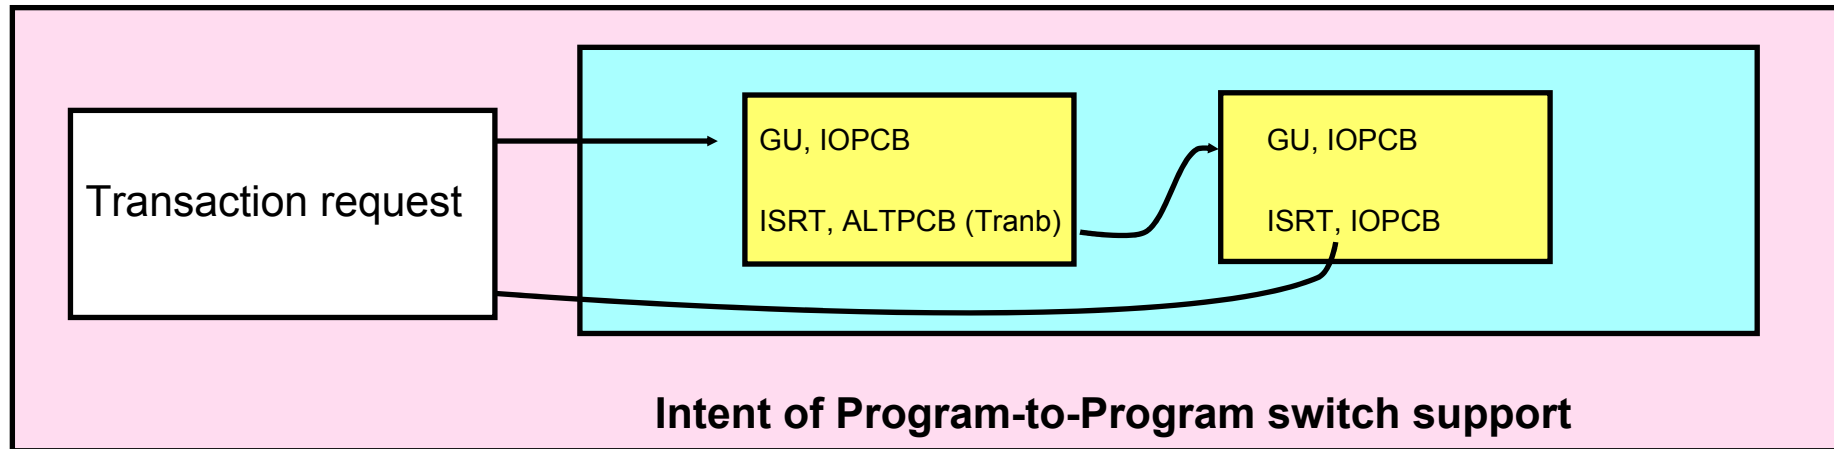 Transaction request
GU, IOPCB
ISRT, ALTPCB (Tranb)
GU, IOPCB
ISRT, IOPCB
Intent of Program-to-Program switch support